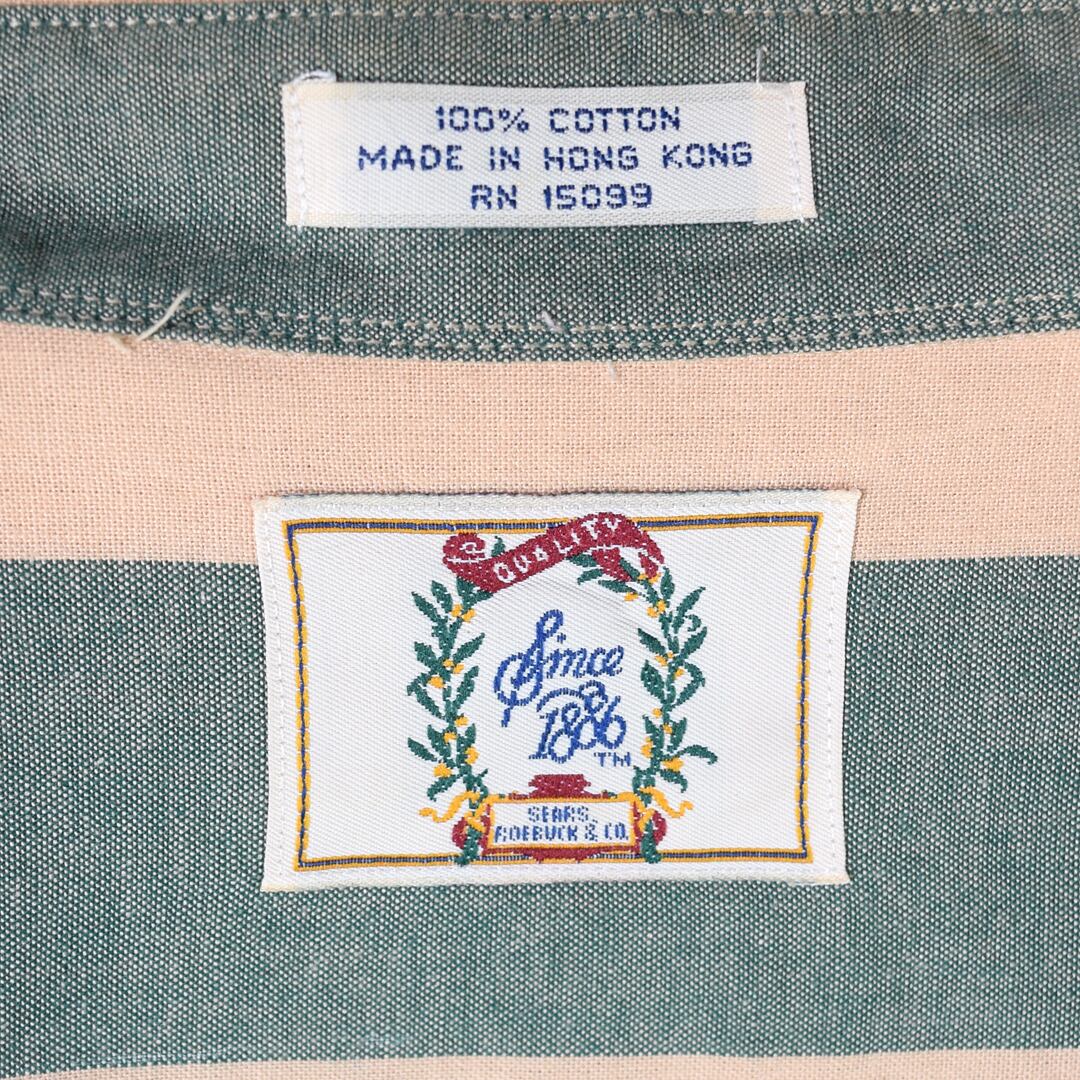 100% COTTON
MADE IN HONG KONG
RN 15099
QUALITY
Since
1886
TM
SEARS,
ROEBUCK & CO.